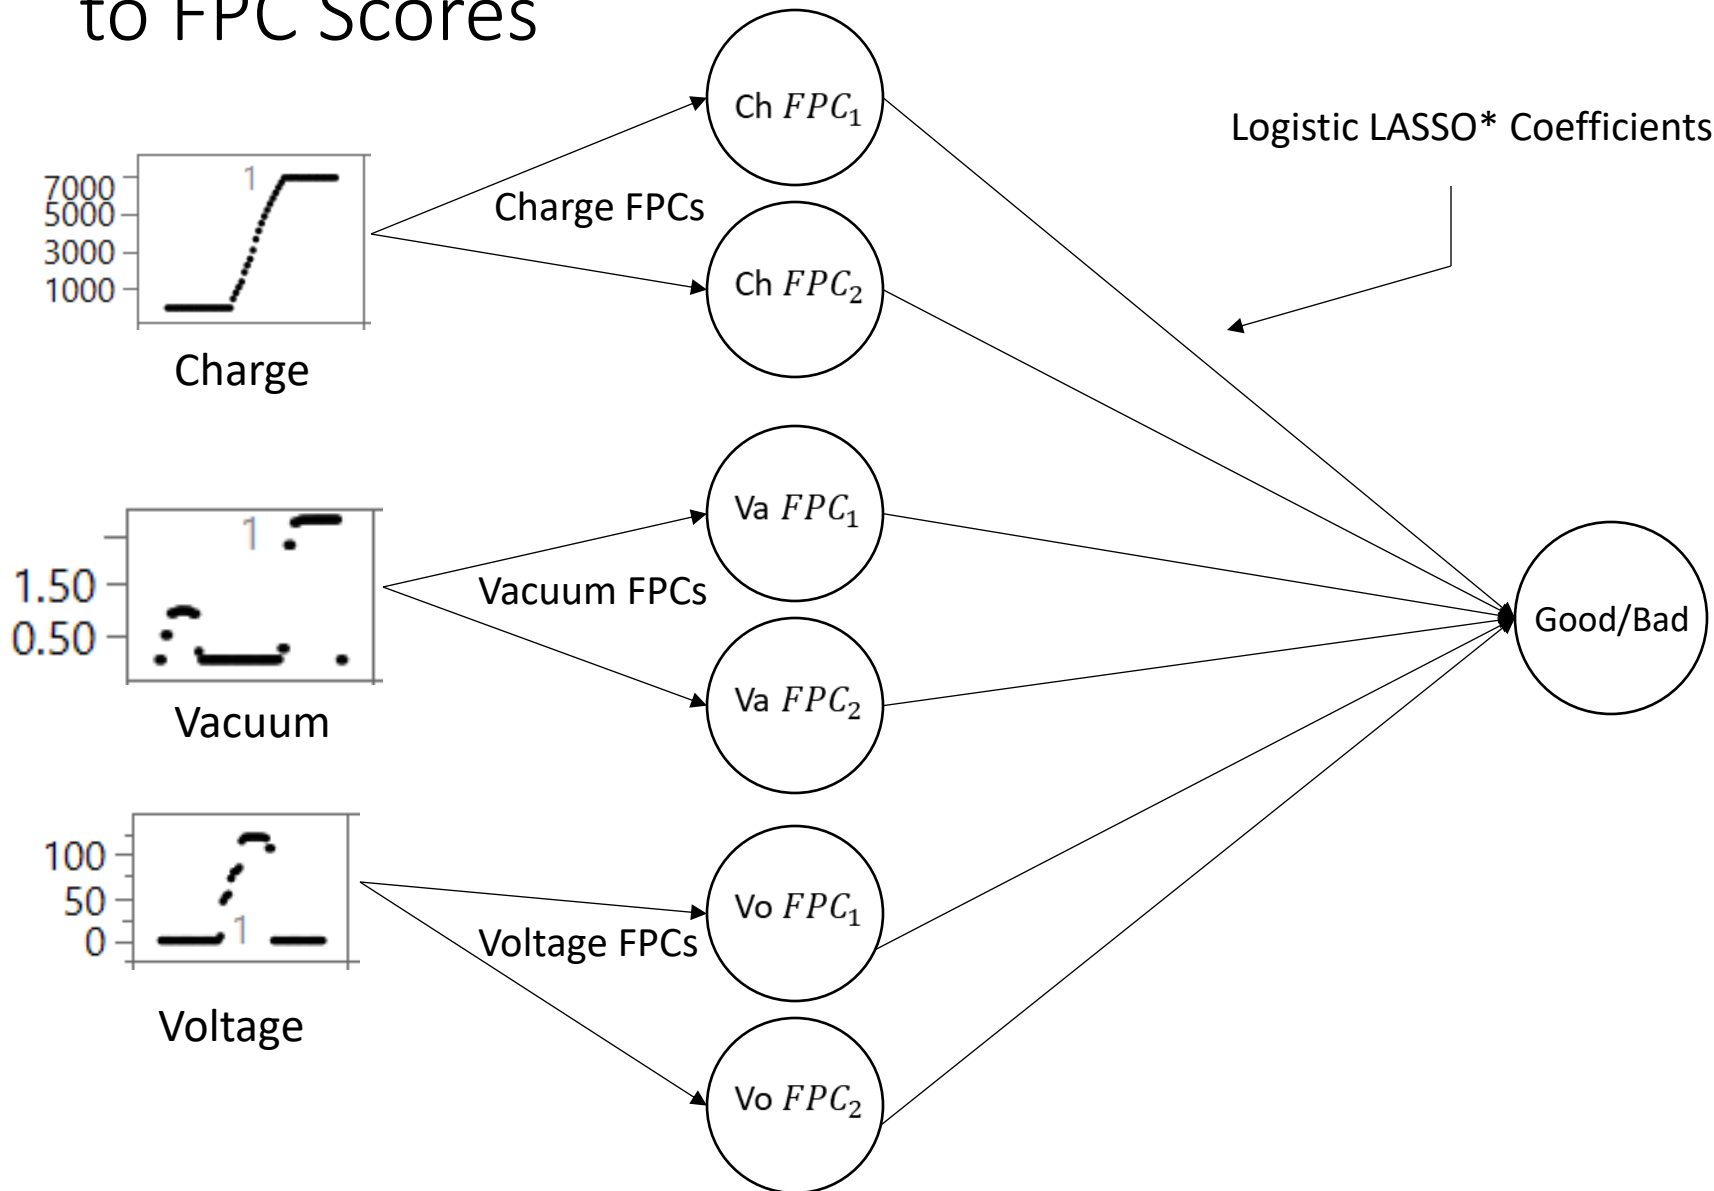 to FPC Scores
Ch FPC₁
Logistic LASSO* Coefficients
1
7000
5000
3000
1000
Charge FPCs
Ch FPC₂
Charge
1
1.50
0.50
Va FPC₁
Vacuum FPCs
Good/Bad
Va FPC₂
Vacuum
100
50
0
1
Vo FPC₁
Voltage FPCs
Voltage
Vo FPC₂